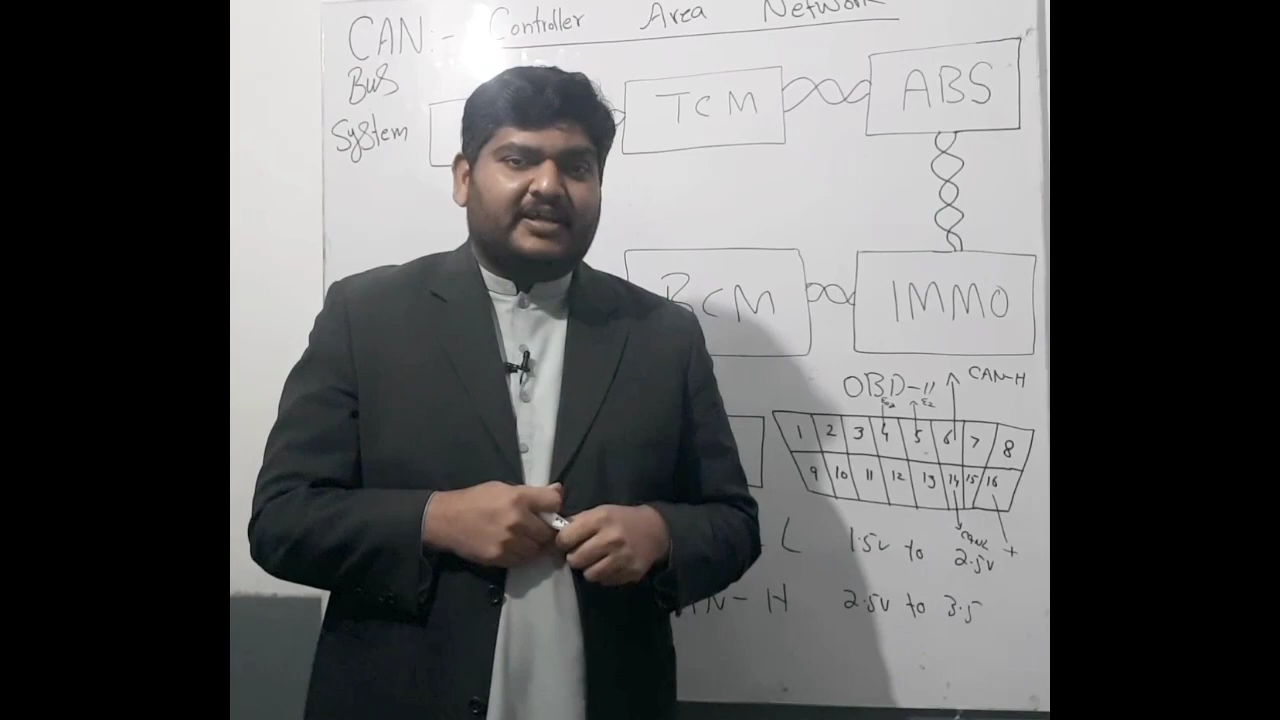 CAN:- Controller Area Network
Bus
System
TCM
ABS
BCM
IMMO
OBD-II
CAN-H
1 2 3 4 5 6 7 8
9 10 11 12 13 14 15 16
+
L 1.5v to 2.5v
AN-H 2.5v to 3.5